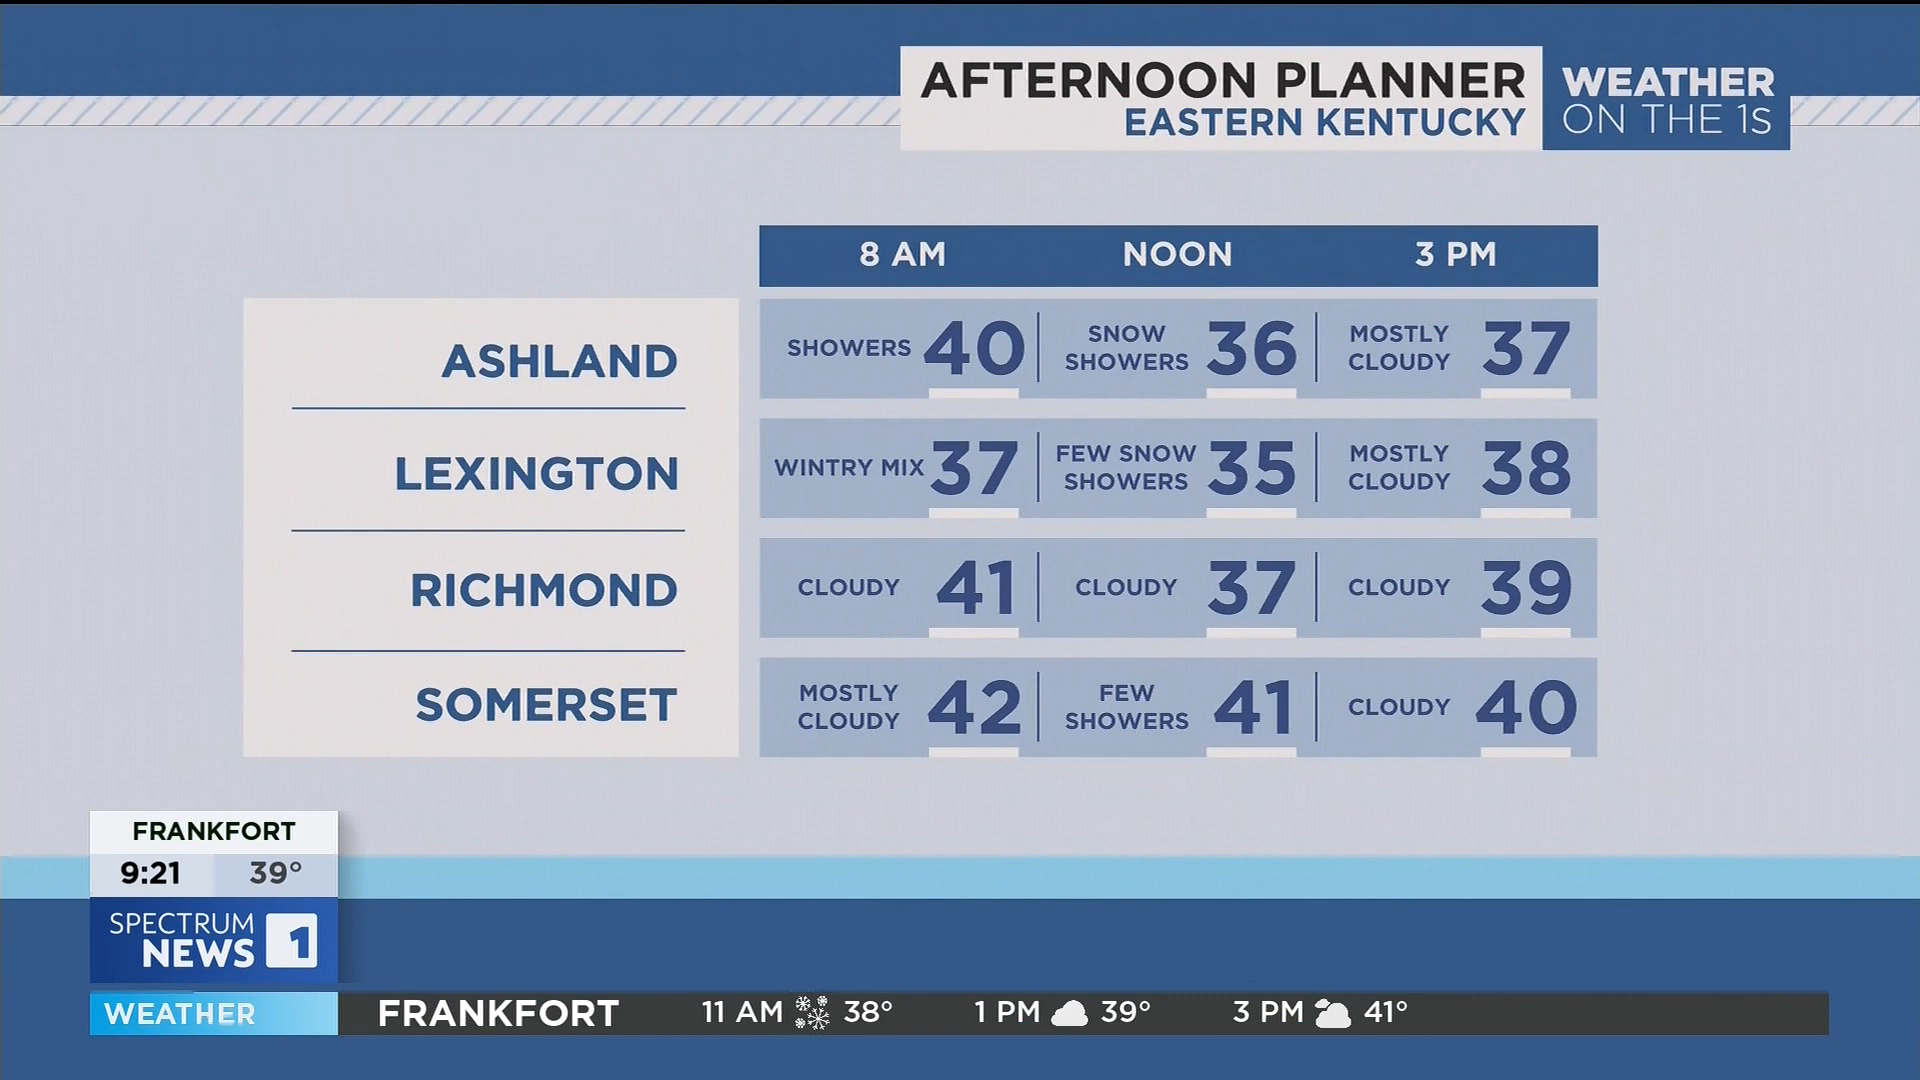 AFTERNOON PLANNER
EASTERN KENTUCKY
WEATHER
ON THE 1S
8 AM NOON 3 PM
ASHLAND
SHOWERS 40
SNOW
SHOWERS 36
MOSTLY
CLOUDY 37
LEXINGTON
WINTRY MIX 37
FEW SNOW
SHOWERS 35
MOSTLY
CLOUDY 38
RICHMOND
CLOUDY 41
CLOUDY 37
CLOUDY 39
SOMERSET
MOSTLY
CLOUDY 42
FEW
SHOWERS 41
CLOUDY 40
FRANKFORT
9:21 39°
SPECTRUM
NEWS 1
WEATHER
FRANKFORT 11 AM 38° 1 PM 39° 3 PM 41°